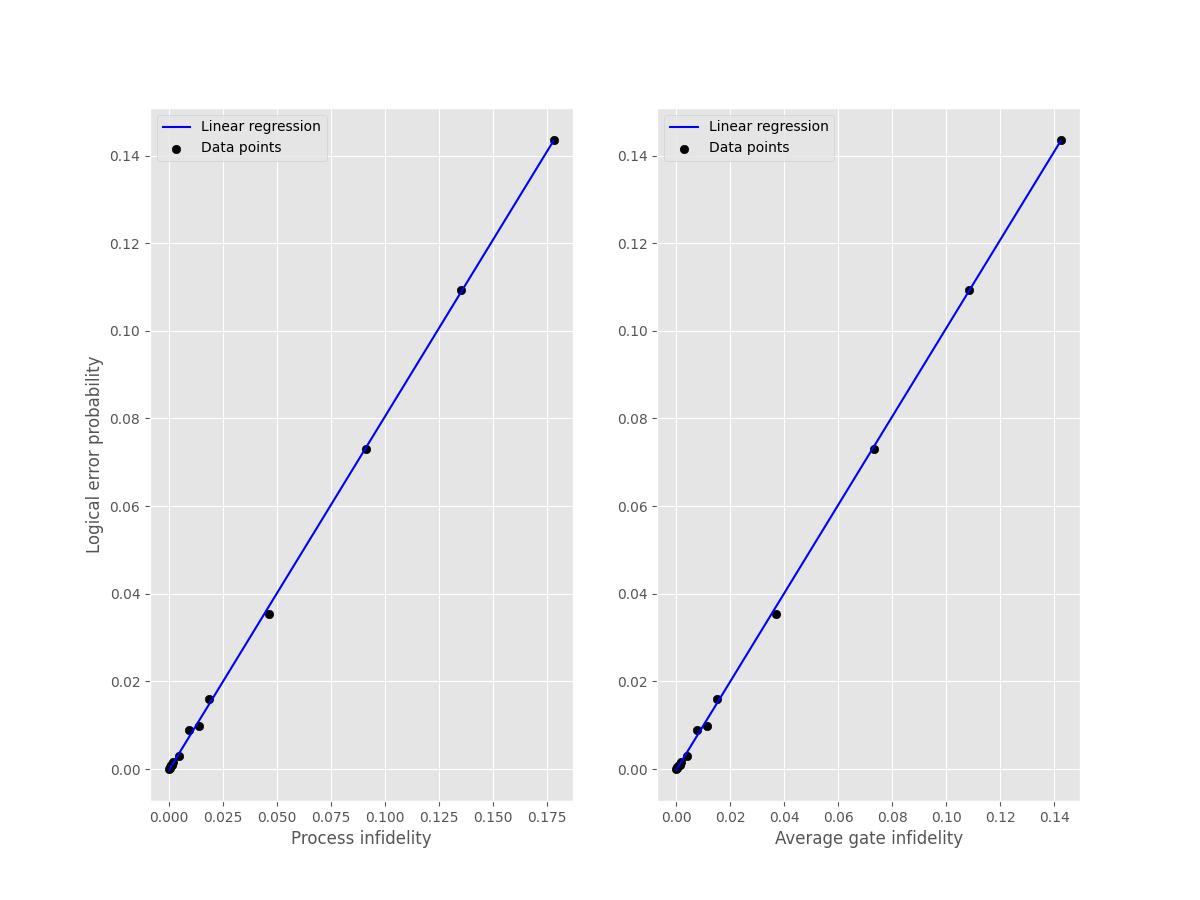 Linear regression
Data points
0.14
0.12
0.10
0.08
0.06
0.04
0.02
0.00
Logical error probability
0.000 0.025 0.050 0.075 0.100 0.125 0.150 0.175
Process infidelity
Linear regression
Data points
0.14
0.12
0.10
0.08
0.06
0.04
0.02
0.00
0.00 0.02 0.04 0.06 0.08 0.10 0.12 0.14
Average gate infidelity